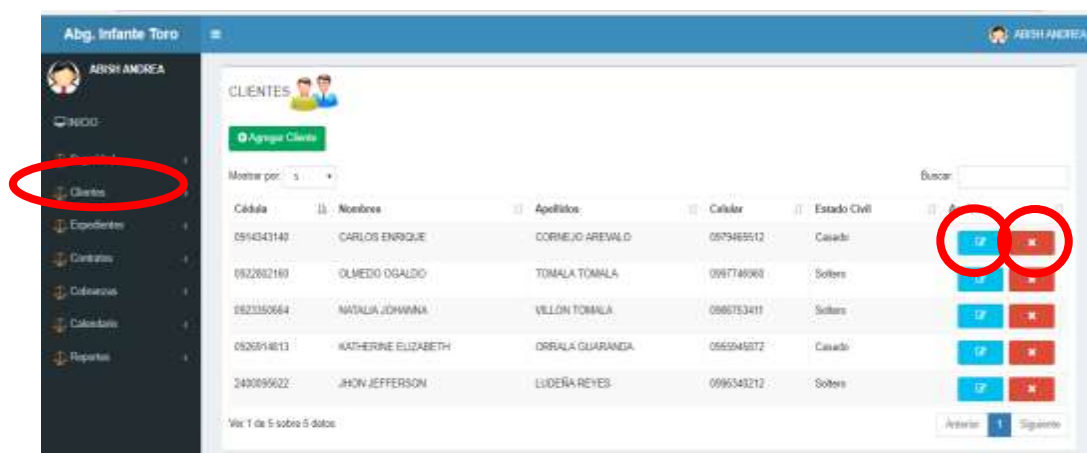 Abg. Infante Toro
ABISH ANDREA
ABISH ANDREA
INICIO
Clientes
Expedientes
Contratos
Cobranzas
Calendario
Reportes
CLIENTES
Agregar Cliente
Mostrar por: 5
Buscar:
Cédula Nombres Apellidos Celular Estado Civil
0914343140 CARLOS ENRIQUE CORNEJO AREVALO 0979465512 Casado
0922802160 OLMEDO OGALDO TOMALA TOMALA 0997746960 Soltero
0923350664 NATALIA JOHANNA VILLON TOMALA 0986753411 Soltero
0926914813 KATHERINE ELIZABETH ORRALA GUARANDA Casado
2400095622 JHON JEFFERSON LUDEÑA REYES 0996340212 Soltero
Ver 1 de 5 sobre 5 datos
Anterior 1 Siguiente